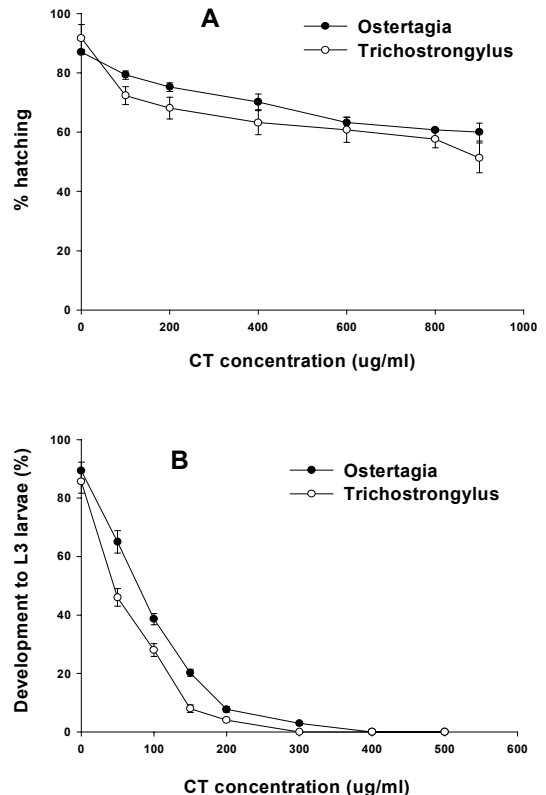 A
Ostertagia
Trichostrongylus
% hatching
100
80
60
40
20
0
0 200 400 600 800 1000
CT concentration (ug/ml)
B
Ostertagia
Trichostrongylus
Development to L3 larvae (%)
100
80
60
40
20
0
0 100 200 300 400 500 600
CT concentration (ug/ml)